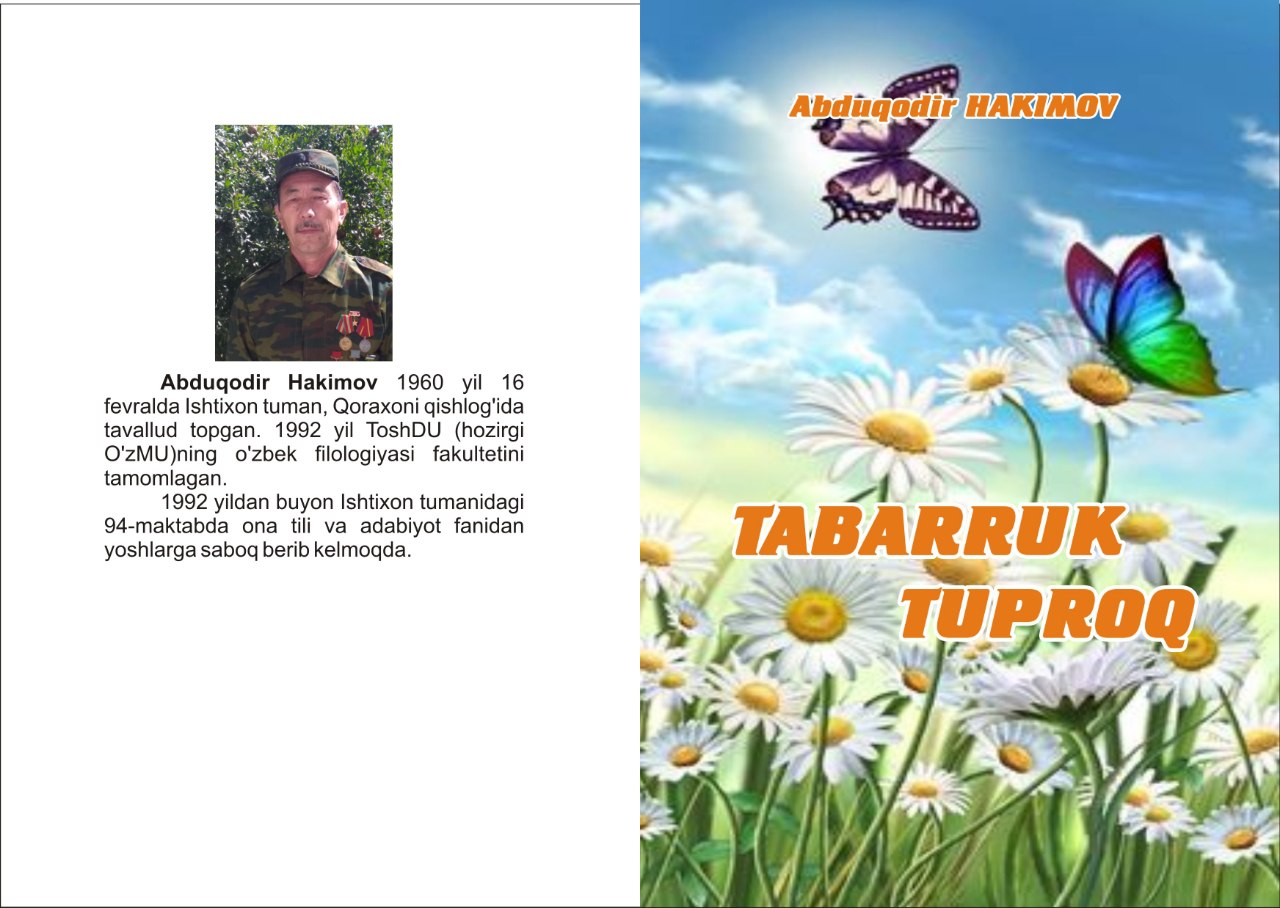 Abduqodir Hakimov 1960 yil 16
fevralda Ishtixon tuman, Qoraxoni qishlog'ida
tavallud topgan. 1992 yil ToshDU (hozirgi
O'zMU)ning o'zbek filologiyasi fakultetini
tamomlagan.
1992 yildan buyon Ishtixon tumanidagi
94-maktabda ona tili va adabiyot fanidan
yoshlarga saboq berib kelmoqda.
Abduqodir HAKIMOV
TABARRUK
TUPROQ